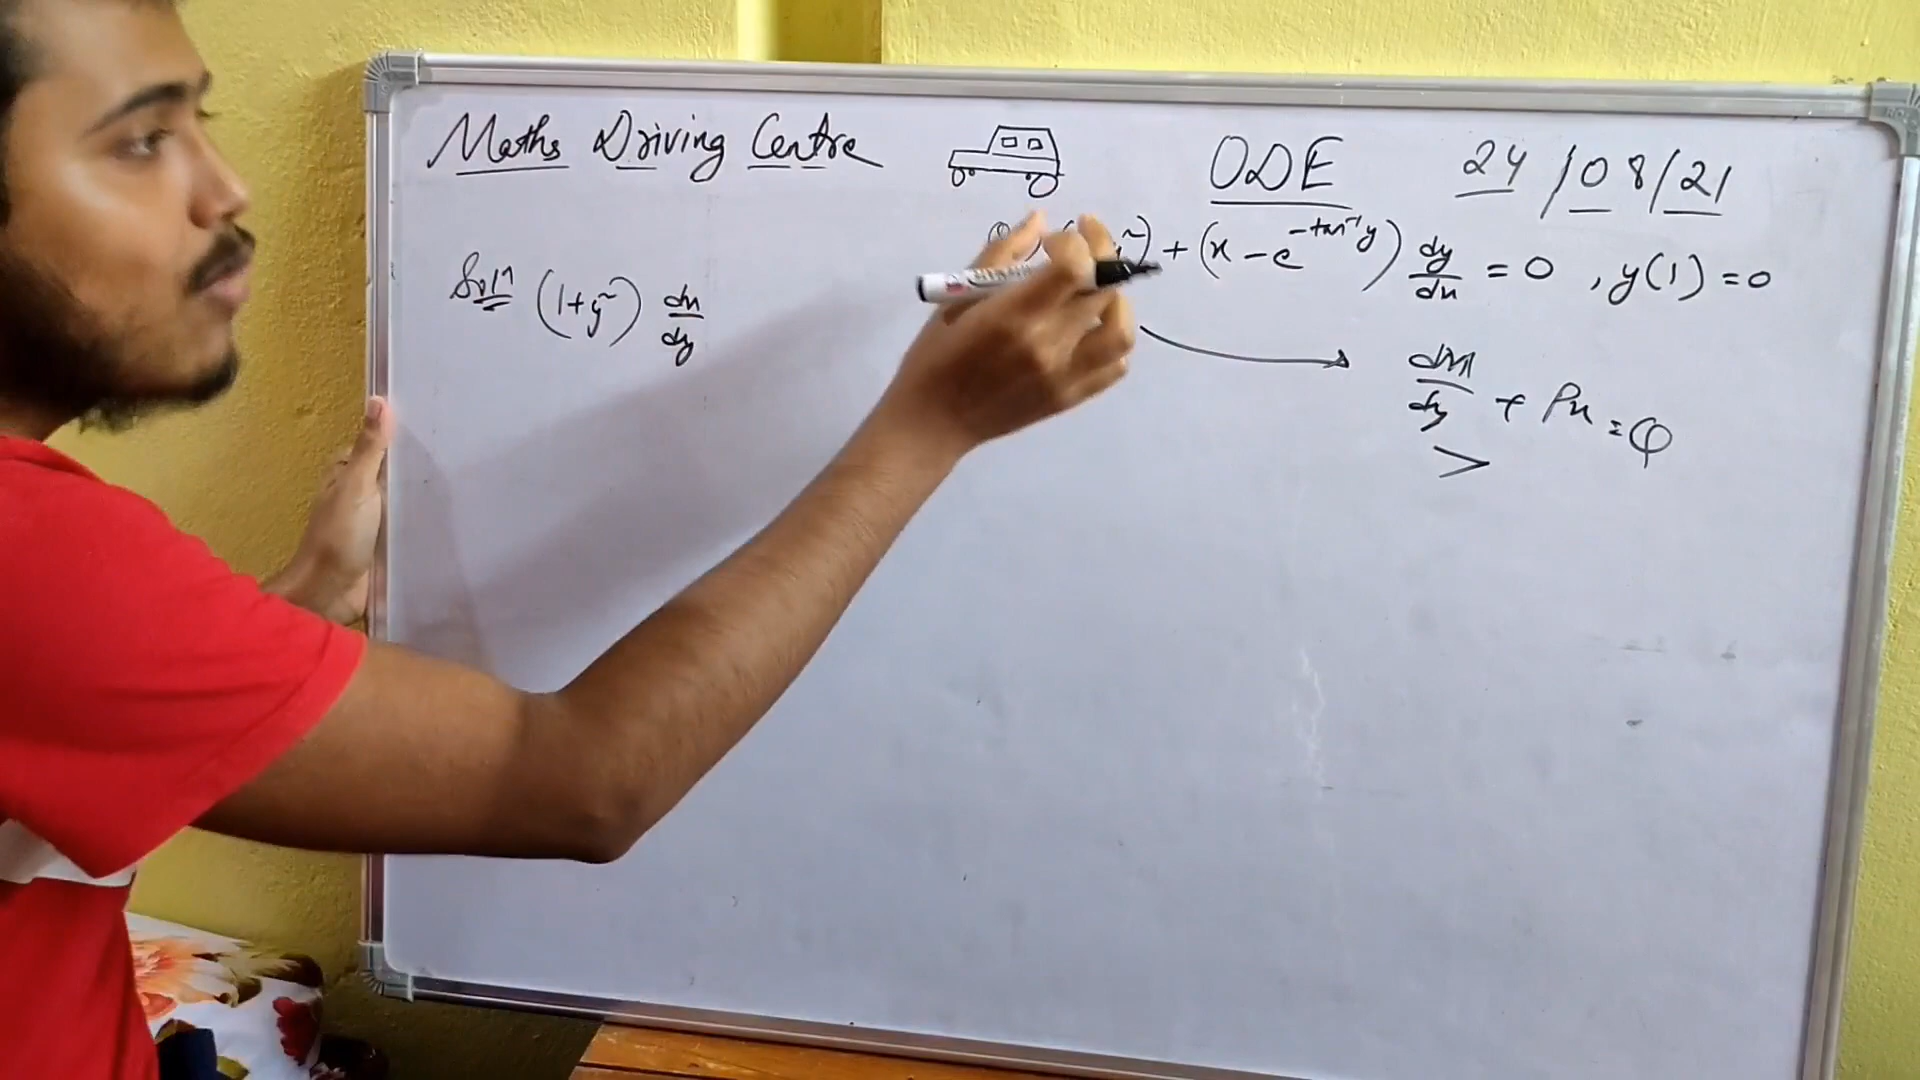 Maths Driving Centre ODE 24/08/21
²) + (x - e^{-tan⁻¹y}) dy/dx = 0 , y(1) = 0
Solⁿ (1+y²) dx/dy
dx/dy + Px = Q